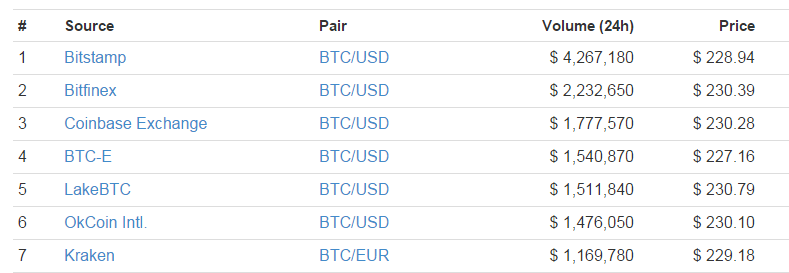 # Source Pair Volume (24h) Price
1 Bitstamp BTC/USD $ 4,267,180 $ 228.94
2 Bitfinex BTC/USD $ 2,232,650 $ 230.39
3 Coinbase Exchange BTC/USD $ 1,777,570 $ 230.28
4 BTC-E BTC/USD $ 1,540,870 $ 227.16
5 LakeBTC BTC/USD $ 1,511,840 $ 230.79
6 OkCoin Intl. BTC/USD $ 1,476,050 $ 230.10
7 Kraken BTC/EUR $ 1,169,780 $ 229.18